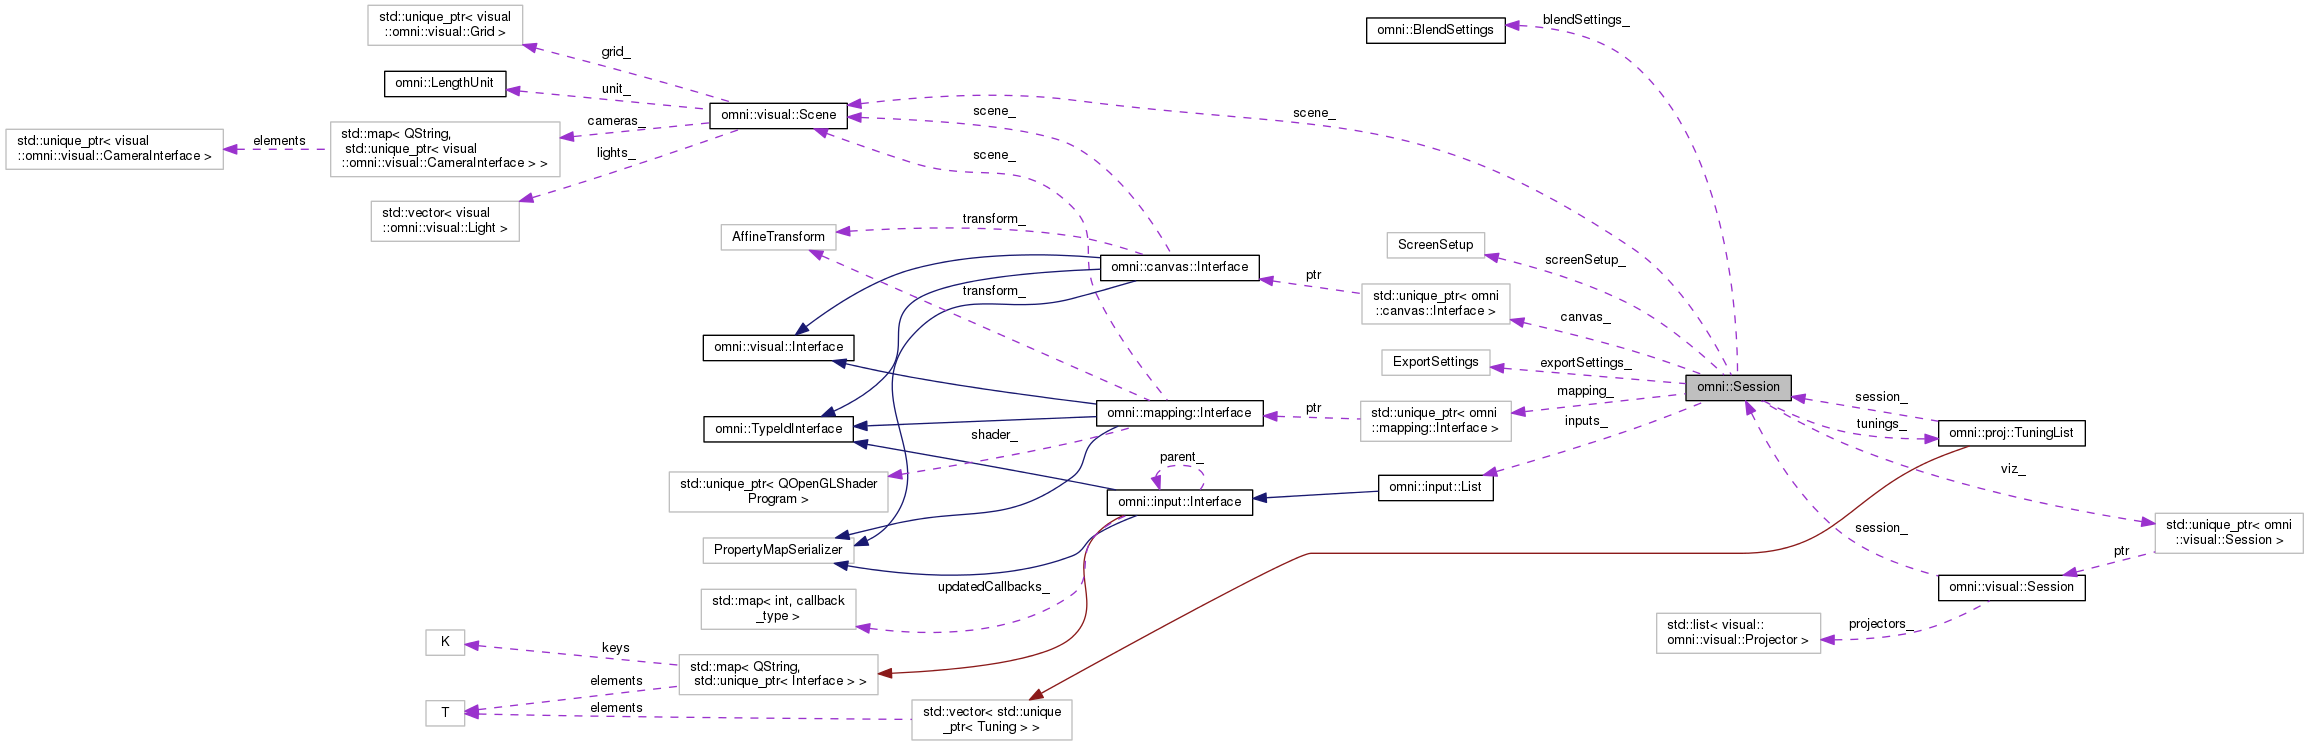 std::unique_ptr< visual
::omni::visual::Grid >
omni::BlendSettings
blendSettings_
grid_
omni::LengthUnit
unit_
omni::visual::Scene
scene_
scene_
std::unique_ptr< visual
::omni::visual::CameraInterface >
elements
std::map< QString,
std::unique_ptr< visual
::omni::visual::CameraInterface > >
cameras_
lights_
scene_
std::vector< visual
::omni::visual::Light >
transform_
AffineTransform
ScreenSetup
screenSetup_
omni::canvas::Interface
ptr
transform_
std::unique_ptr< omni
::canvas::Interface >
canvas_
omni::visual::Interface
ExportSettings
exportSettings_
omni::Session
mapping_
session_
omni::mapping::Interface
ptr
std::unique_ptr< omni
::mapping::Interface >
inputs_
tunings_
omni::proj::TuningList
omni::TypeIdInterface
shader_
parent_
viz_
std::unique_ptr< QOpenGLShader
Program >
omni::input::Interface
omni::input::List
session_
std::unique_ptr< omni
::visual::Session >
PropertyMapSerializer
ptr
updatedCallbacks_
omni::visual::Session
std::map< int, callback
_type >
std::list< visual::
omni::visual::Projector >
projectors_
K
keys
std::map< QString,
std::unique_ptr< Interface > >
elements
T
elements
std::vector< std::unique
_ptr< Tuning > >